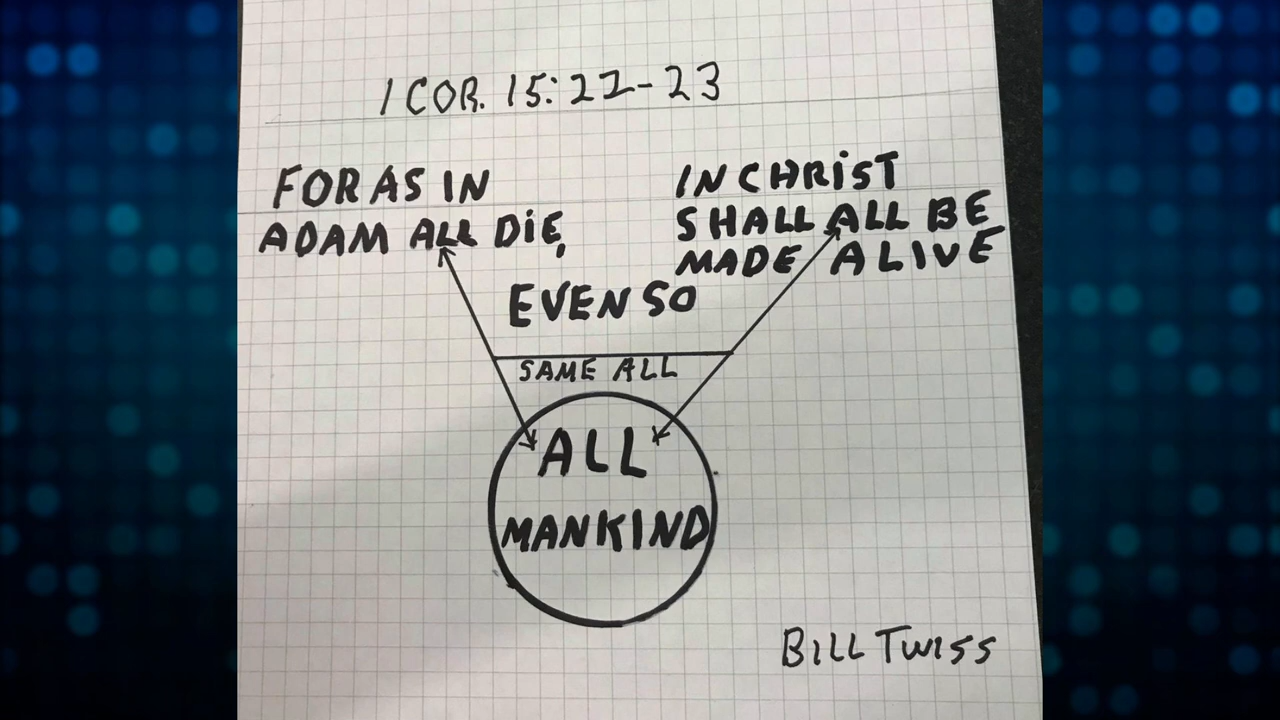 1 COR. 15:22-23
FOR AS IN
ADAM ALL DIE,
IN CHRiST
SHALL ALL BE
MADE ALIVE
EVEN SO
SAME ALL
ALL
MANKIND
BILL TWISS